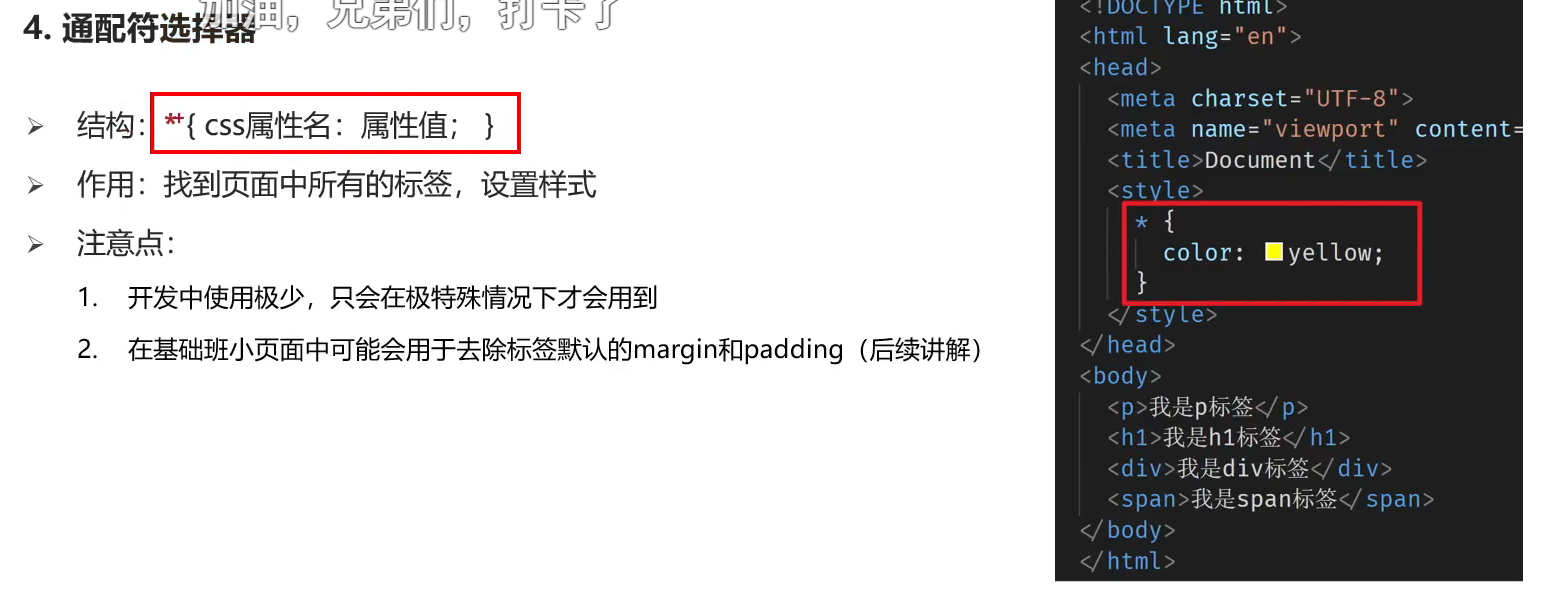 加油，兄弟们，打卡了
4. 通配符选择器
➢ 结构：*{ css属性名：属性值； }
➢ 作用：找到页面中所有的标签，设置样式
➢ 注意点：
1. 开发中使用极少，只会在极特殊情况下才会用到
2. 在基础班小页面中可能会用于去除标签默认的margin和padding（后续讲解）
<!DOCTYPE html>
<html lang="en">
<head>
<meta charset="UTF-8">
<meta name="viewport" content=
<title>Document</title>
<style>
* {
color: yellow;
}
</style>
</head>
<body>
<p>我是p标签</p>
<h1>我是h1标签</h1>
<div>我是div标签</div>
<span>我是span标签</span>
</body>
</html>